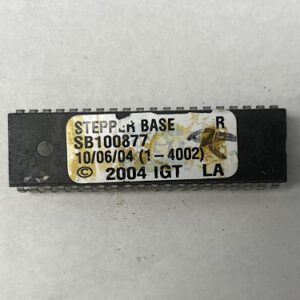 STEPPER BASE R
SB100877
10/06/04 (1-4002)
© 2004 IGT LA